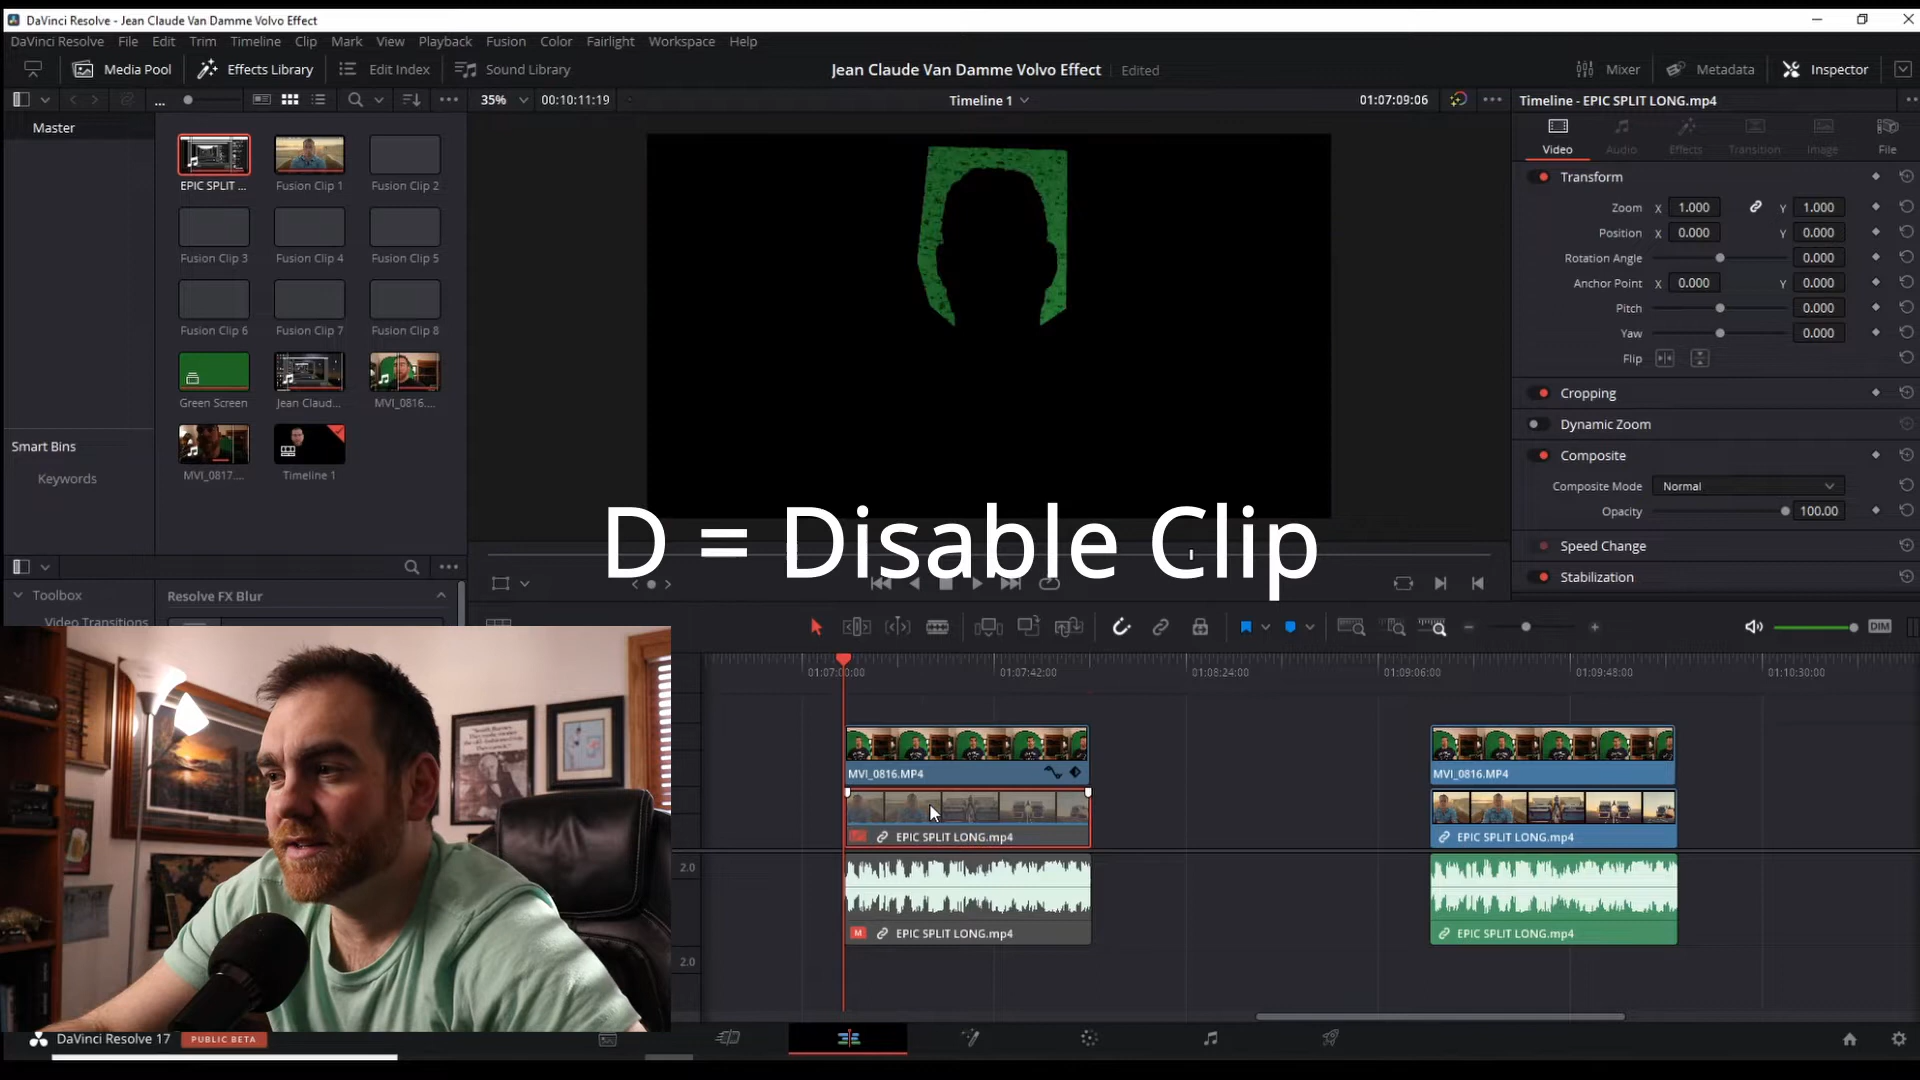 DaVinci Resolve - Jean Claude Van Damme Volvo Effect
DaVinci Resolve File Edit Trim Timeline Clip Mark View Playback Fusion Color Fairlight Workspace Help
Media Pool Effects Library Edit Index Sound Library Jean Claude Van Damme Volvo Effect Edited Mixer Metadata Inspector
35% 00:10:11:19 Timeline 1 01:07:09:06 Timeline - EPIC SPLIT LONG.mp4
Master
Video Audio Effects Transition Image File
EPIC SPLIT ... Fusion Clip 1 Fusion Clip 2
Fusion Clip 3 Fusion Clip 4 Fusion Clip 5
Fusion Clip 6 Fusion Clip 7 Fusion Clip 8
Green Screen Jean Claud... MVI_0816....
MVI_0817.... Timeline 1
Smart Bins
Keywords
Transform
Zoom X 1.000 Y 1.000
Position X 0.000 Y 0.000
Rotation Angle 0.000
Anchor Point X 0.000 Y 0.000
Pitch 0.000
Yaw 0.000
Flip
Cropping
Dynamic Zoom
Composite
Composite Mode Normal
Opacity 100.00
Speed Change
Stabilization
D = Disable Clip
Toolbox Resolve FX Blur
Video Transitions
DIM
01:07:00:00 01:07:42:00 01:08:24:00 01:09:06:00 01:09:48:00 01:10:30:00
MVI_0816.MP4 MVI_0816.MP4
EPIC SPLIT LONG.mp4 EPIC SPLIT LONG.mp4
2.0
M EPIC SPLIT LONG.mp4 EPIC SPLIT LONG.mp4
2.0
DaVinci Resolve 17 PUBLIC BETA